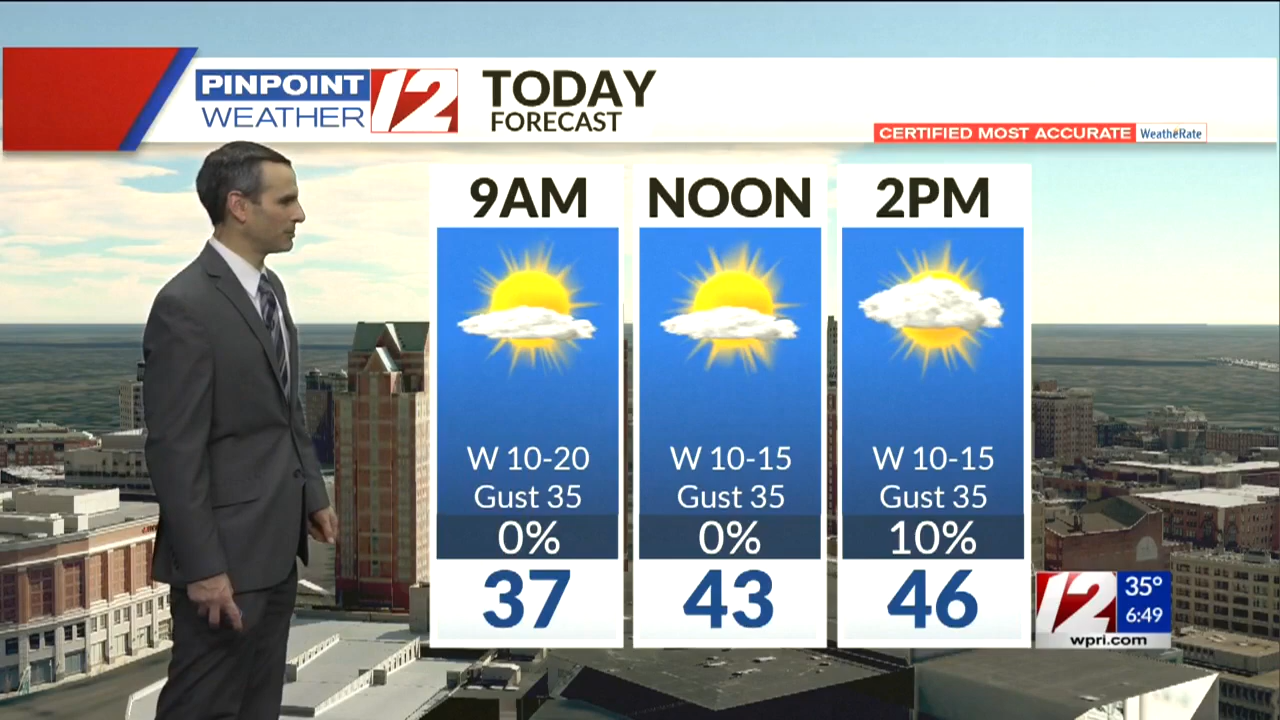 PINPOINT
WEATHER
12
TODAY
FORECAST
CERTIFIED MOST ACCURATE WeatheRate
9AM
W 10-20
Gust 35
0%
37
NOON
W 10-15
Gust 35
0%
43
2PM
W 10-15
Gust 35
10%
46
12
35°
6:49
wpri.com